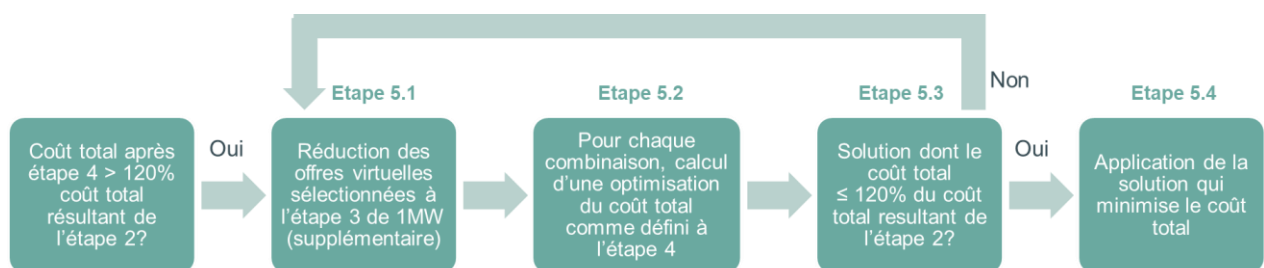 Non
Etape 5.1
Etape 5.2
Etape 5.3
Etape 5.4
Coût total après
étape 4 > 120%
coût total
résultant de
l'étape 2?
Oui
Réduction des
offres virtuelles
sélectionnées à
l'étape 3 de 1MW
(supplémentaire)
Pour chaque
combinaison, calcul
d'une optimisation
du coût total
comme défini à
l'étape 4
Solution dont le
coût total
≤ 120% du coût
total resultant de
l'étape 2?
Oui
Application de la
solution qui
minimise le coût
total